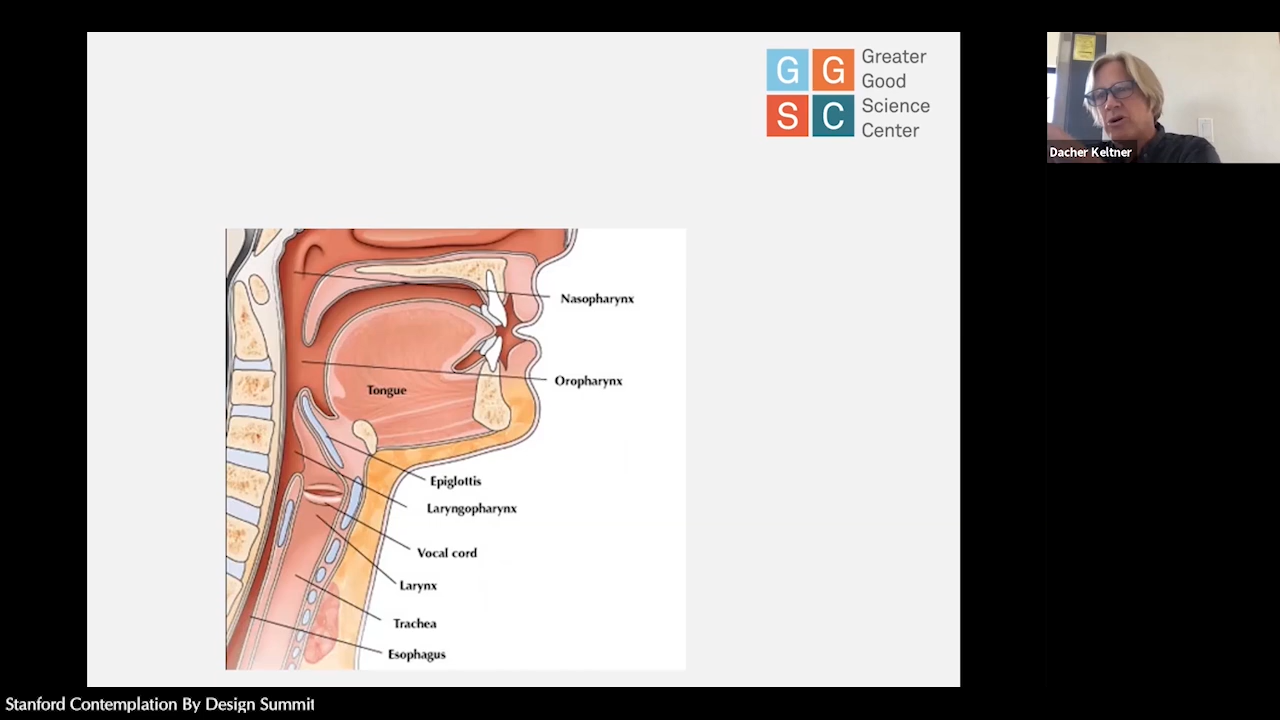 G G
S C
Greater
Good
Science
Center
Dacher Keltner
Nasopharynx
Oropharynx
Tongue
Epiglottis
Laryngopharynx
Vocal cord
Larynx
Trachea
Esophagus
Stanford Contemplation By Design Summit